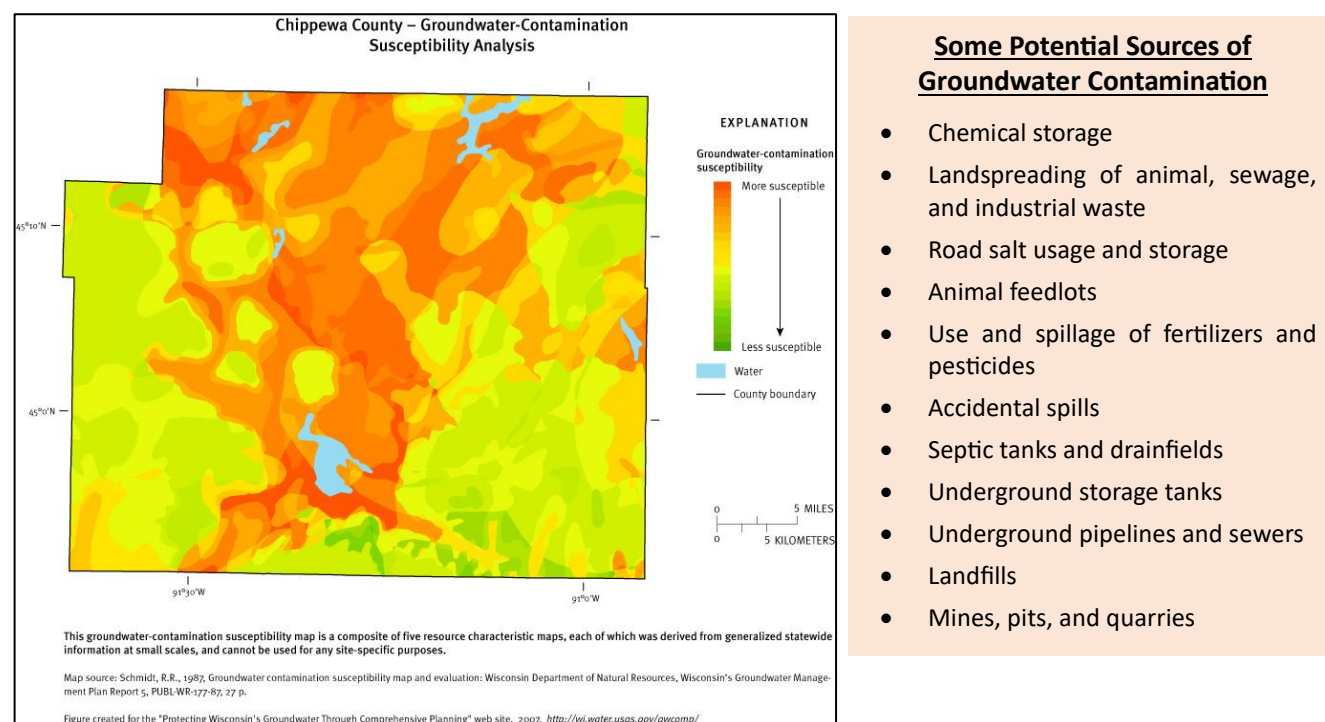 Chippewa County – Groundwater-Contamination
Susceptibility Analysis
45°10'N
45°0'N
91°30'W
91°0'W
EXPLANATION
Groundwater-contamination
susceptibility
More susceptible
Less susceptible
Water
County boundary
0 5 MILES
0 5 KILOMETERS
This groundwater-contamination susceptibility map is a composite of five resource characteristic maps, each of which was derived from generalized statewide
information at small scales, and cannot be used for any site-specific purposes.
Map source: Schmidt, R.R., 1987, Groundwater contamination susceptibility map and evaluation: Wisconsin Department of Natural Resources, Wisconsin's Groundwater Manage-
ment Plan Report 5, PUBL-WR-177-87, 27 p.
Figure created for the "Protecting Wisconsin's Groundwater Through Comprehensive Planning" web site, 2007, http://wi.water.usgs.gov/gwcomp/
Some Potential Sources of
Groundwater Contamination
• Chemical storage
• Landspreading of animal, sewage,
and industrial waste
• Road salt usage and storage
• Animal feedlots
• Use and spillage of fertilizers and
pesticides
• Accidental spills
• Septic tanks and drainfields
• Underground storage tanks
• Underground pipelines and sewers
• Landfills
• Mines, pits, and quarries